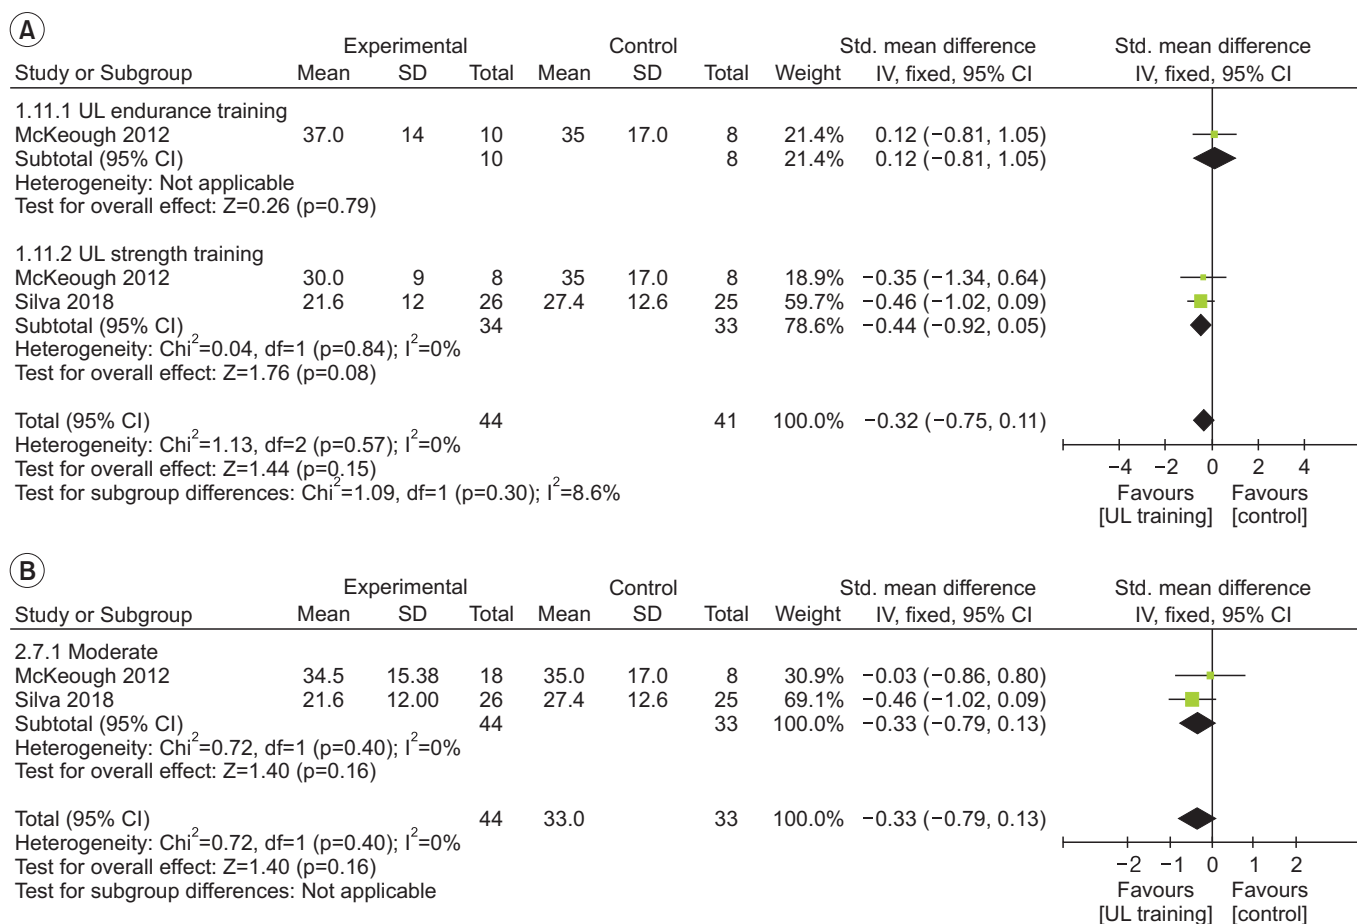 A
Experimental Control Std. mean difference Std. mean difference
Study or Subgroup Mean SD Total Mean SD Total Weight IV, fixed, 95% CI IV, fixed, 95% CI
1.11.1 UL endurance training
McKeough 2012 37.0 14 10 35 17.0 8 21.4% 0.12 (−0.81, 1.05)
Subtotal (95% CI) 10 8 21.4% 0.12 (−0.81, 1.05)
Heterogeneity: Not applicable
Test for overall effect: Z=0.26 (p=0.79)
1.11.2 UL strength training
McKeough 2012 30.0 9 8 35 17.0 8 18.9% −0.35 (−1.34, 0.64)
Silva 2018 21.6 12 26 27.4 12.6 25 59.7% −0.46 (−1.02, 0.09)
Subtotal (95% CI) 34 33 78.6% −0.44 (−0.92, 0.05)
Heterogeneity: Chi²=0.04, df=1 (p=0.84); I²=0%
Test for overall effect: Z=1.76 (p=0.08)
Total (95% CI) 44 41 100.0% −0.32 (−0.75, 0.11)
Heterogeneity: Chi²=1.13, df=2 (p=0.57); I²=0%
Test for overall effect: Z=1.44 (p=0.15)
Test for subgroup differences: Chi²=1.09, df=1 (p=0.30); I²=8.6%
−4 −2 0 2 4
Favours Favours
[UL training] [control]
B
Experimental Control Std. mean difference Std. mean difference
Study or Subgroup Mean SD Total Mean SD Total Weight IV, fixed, 95% CI IV, fixed, 95% CI
2.7.1 Moderate
McKeough 2012 34.5 15.38 18 35.0 17.0 8 30.9% −0.03 (−0.86, 0.80)
Silva 2018 21.6 12.00 26 27.4 12.6 25 69.1% −0.46 (−1.02, 0.09)
Subtotal (95% CI) 44 33 100.0% −0.33 (−0.79, 0.13)
Heterogeneity: Chi²=0.72, df=1 (p=0.40); I²=0%
Test for overall effect: Z=1.40 (p=0.16)
Total (95% CI) 44 33.0 33 100.0% −0.33 (−0.79, 0.13)
Heterogeneity: Chi²=0.72, df=1 (p=0.40); I²=0%
Test for overall effect: Z=1.40 (p=0.16)
Test for subgroup differences: Not applicable
−2 −1 0 1 2
Favours Favours
[UL training] [control]